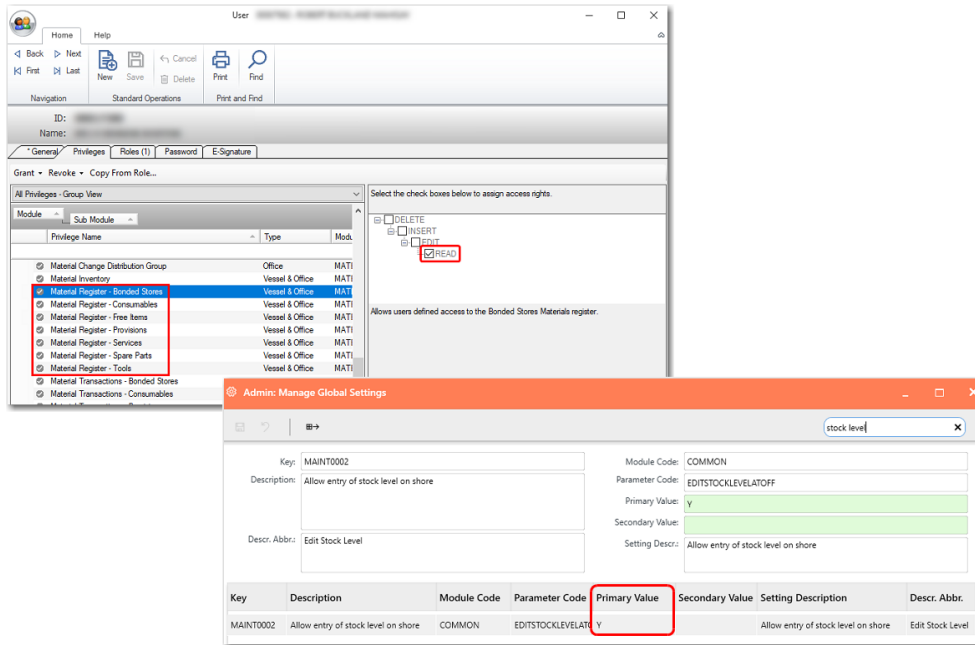 User
Home Help
Back Next
First Last
New Save Cancel Delete Print Find
Navigation Standard Operations Print and Find
ID:
Name:
* General Privileges Roles (1) Password E-Signature
Grant Revoke Copy From Role...
All Privileges - Group View
Select the check boxes below to assign access rights.
Module
Sub Module
Privilege Name Type Modu
DELETE
INSERT
EDIT
READ
Material Change Distribution Group Office MATI
Material Inventory Vessel & Office MATI
Material Register - Bonded Stores Vessel & Office MATI
Material Register - Consumables Vessel & Office MATI
Material Register - Free Items Vessel & Office MATI
Material Register - Provisions Vessel & Office MATI
Material Register - Services Vessel & Office MATI
Material Register - Spare Parts Vessel & Office MATI
Material Register - Tools Vessel & Office MATI
Material Transactions - Bonded Stores
Material Transactions - Consumables
Allows users defined access to the Bonded Stores Materials register.
Admin: Manage Global Settings
stock level
Key: MAINT0002
Description: Allow entry of stock level on shore
Descr. Abbr.: Edit Stock Level
Module Code: COMMON
Parameter Code: EDITSTOCKLEVELATOFF
Primary Value: Y
Secondary Value:
Setting Descr.: Allow entry of stock level on shore
Key Description Module Code Parameter Code Primary Value Secondary Value Setting Description Descr. Abbr.
MAINT0002 Allow entry of stock level on shore COMMON EDITSTOCKLEVELATO Y Allow entry of stock level on shore Edit Stock Level